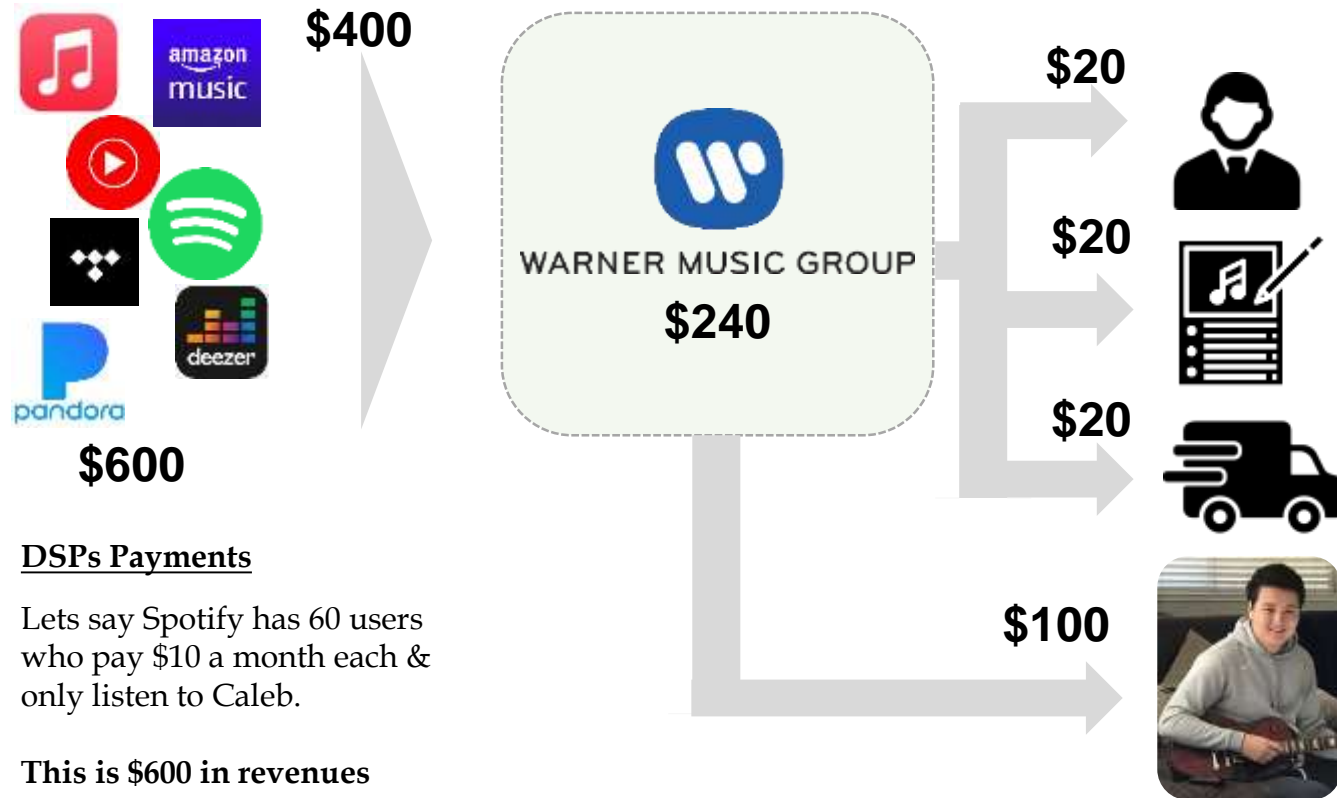 $400
amazon
music
deezer
pandora
$600
WARNER MUSIC GROUP
$240
$20
$20
$20
$100
DSPs Payments
Lets say Spotify has 60 users
who pay $10 a month each &
only listen to Caleb.
This is $600 in revenues